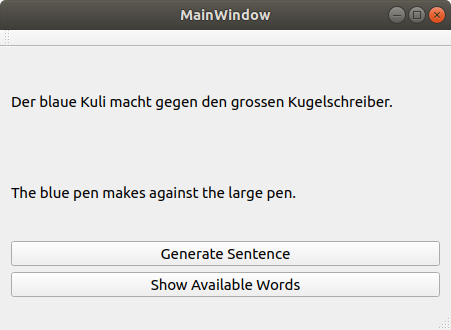 MainWindow
Der blaue Kuli macht gegen den grossen Kugelschreiber.
The blue pen makes against the large pen.
Generate Sentence
Show Available Words